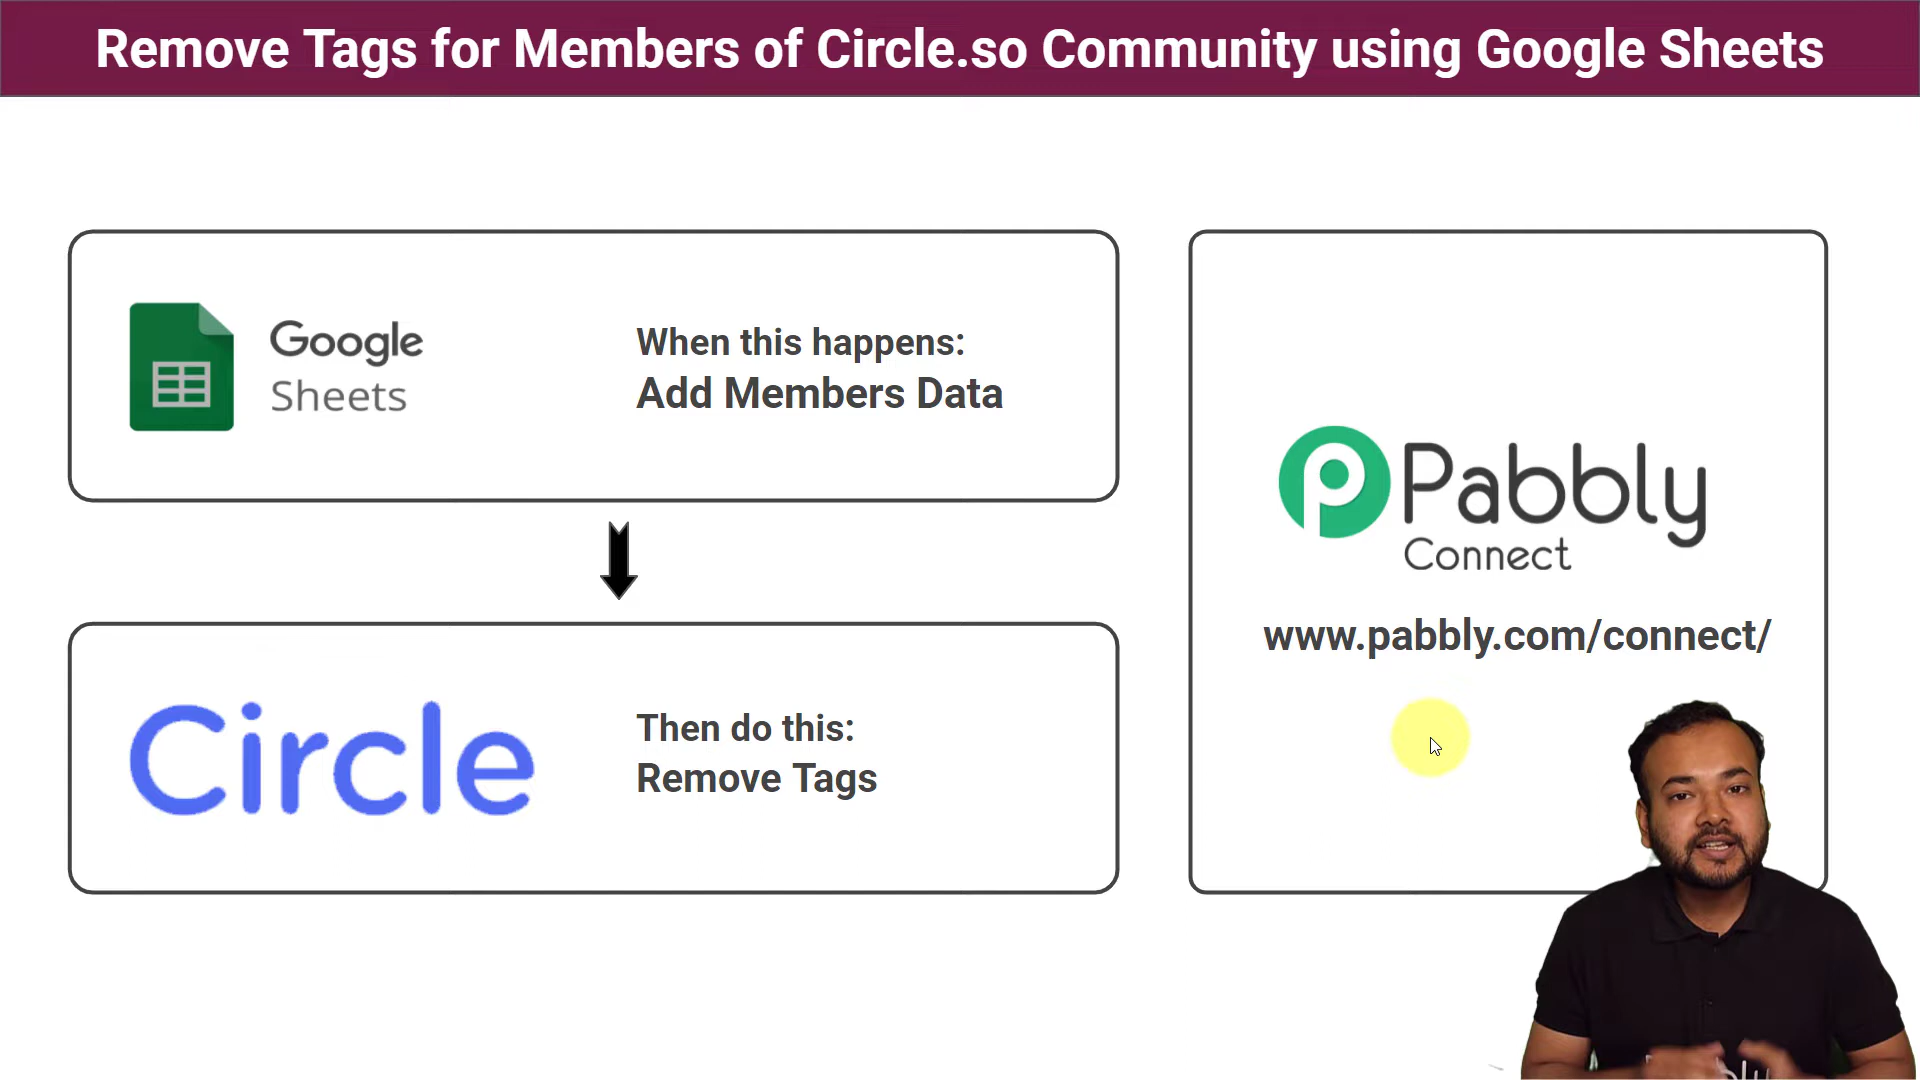 Remove Tags for Members of Circle.so Community using Google Sheets
Google
Sheets
When this happens:
Add Members Data
Circle
Then do this:
Remove Tags
Pabbly
Connect
www.pabbly.com/connect/